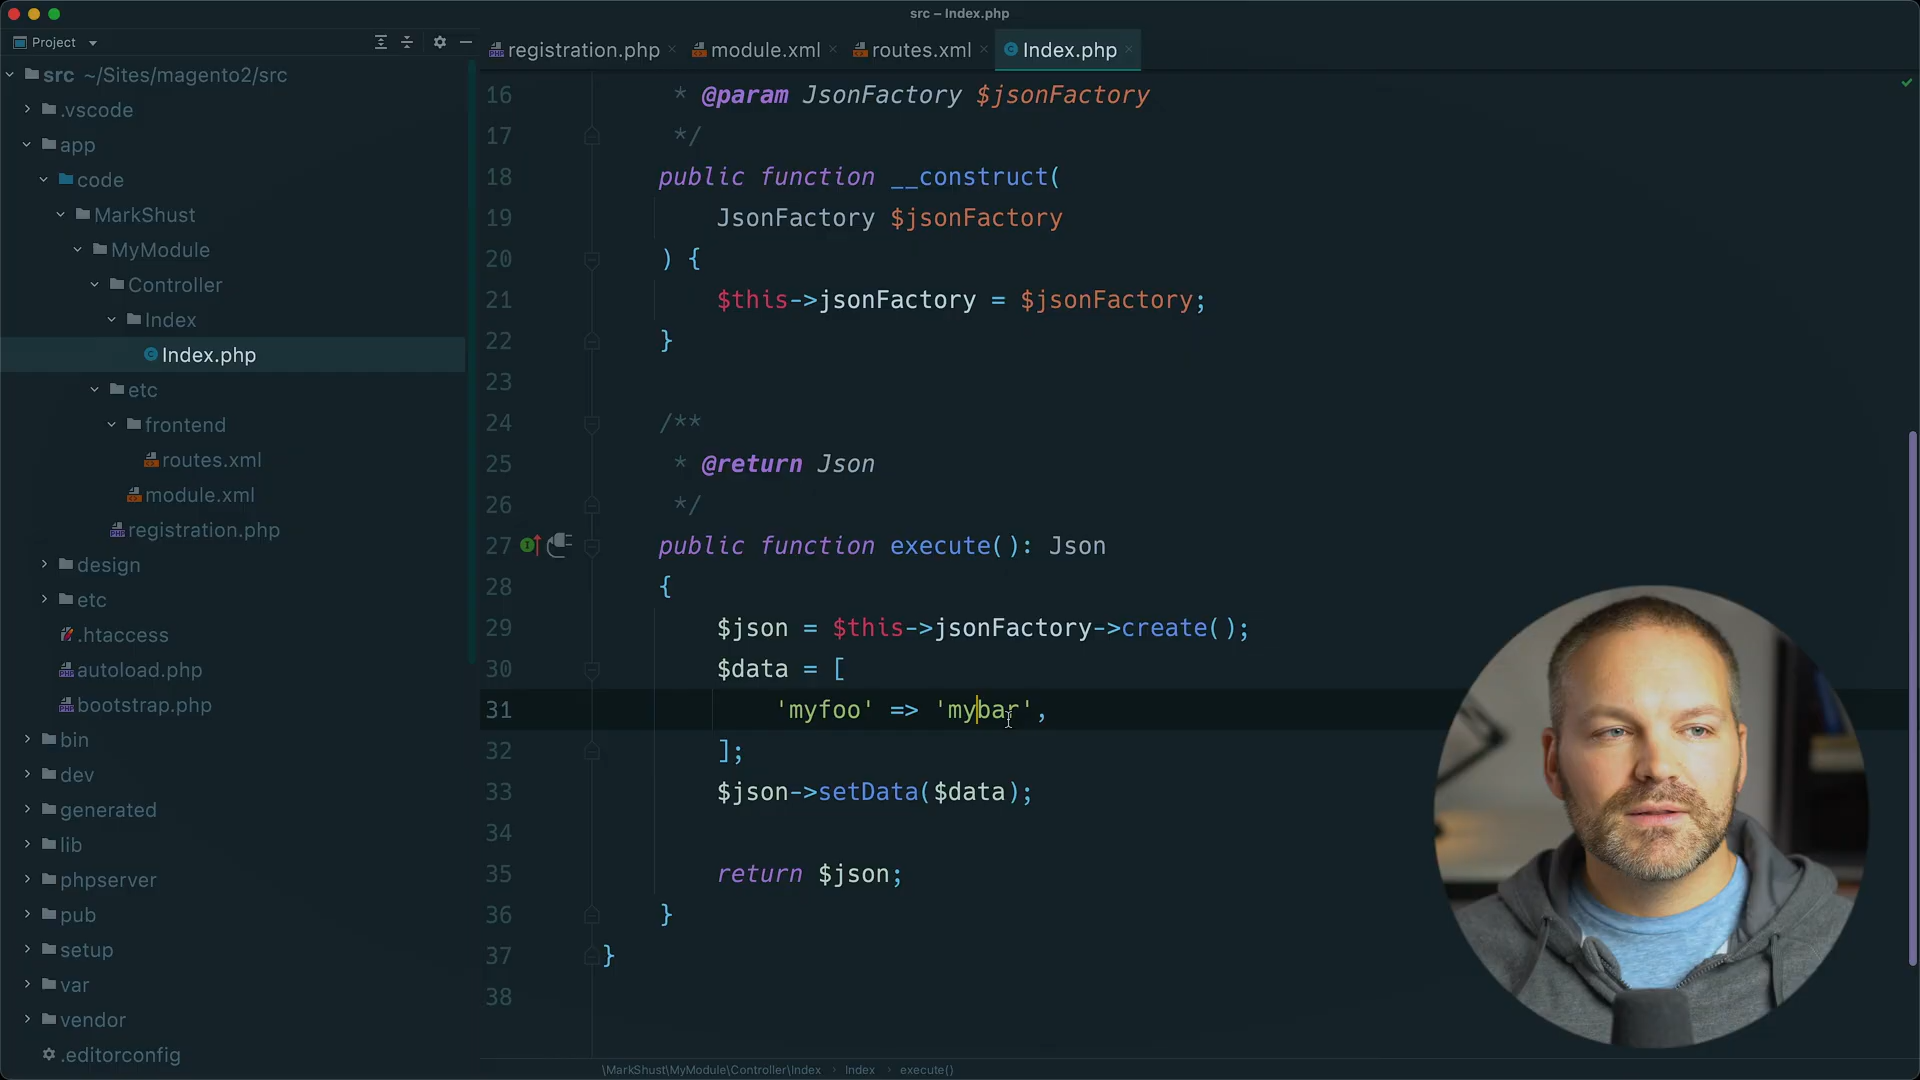 src – Index.php
Project
registration.php
module.xml
routes.xml
Index.php
src ~/Sites/magento2/src
.vscode
app
code
MarkShust
MyModule
Controller
Index
Index.php
etc
frontend
routes.xml
module.xml
registration.php
design
etc
.htaccess
autoload.php
bootstrap.php
bin
dev
generated
lib
phpserver
pub
setup
var
vendor
.editorconfig
16 * @param JsonFactory $jsonFactory
17 */
18 public function __construct(
19 JsonFactory $jsonFactory
20 ) {
21 $this->jsonFactory = $jsonFactory;
22 }
23
24 /**
25 * @return Json
26 */
27 public function execute(): Json
28 {
29 $json = $this->jsonFactory->create();
30 $data = [
31 'myfoo' => 'mybar',
32 ];
33 $json->setData($data);
34
35 return $json;
36 }
37 }
38
\MarkShust\MyModule\Controller\Index › Index › execute()